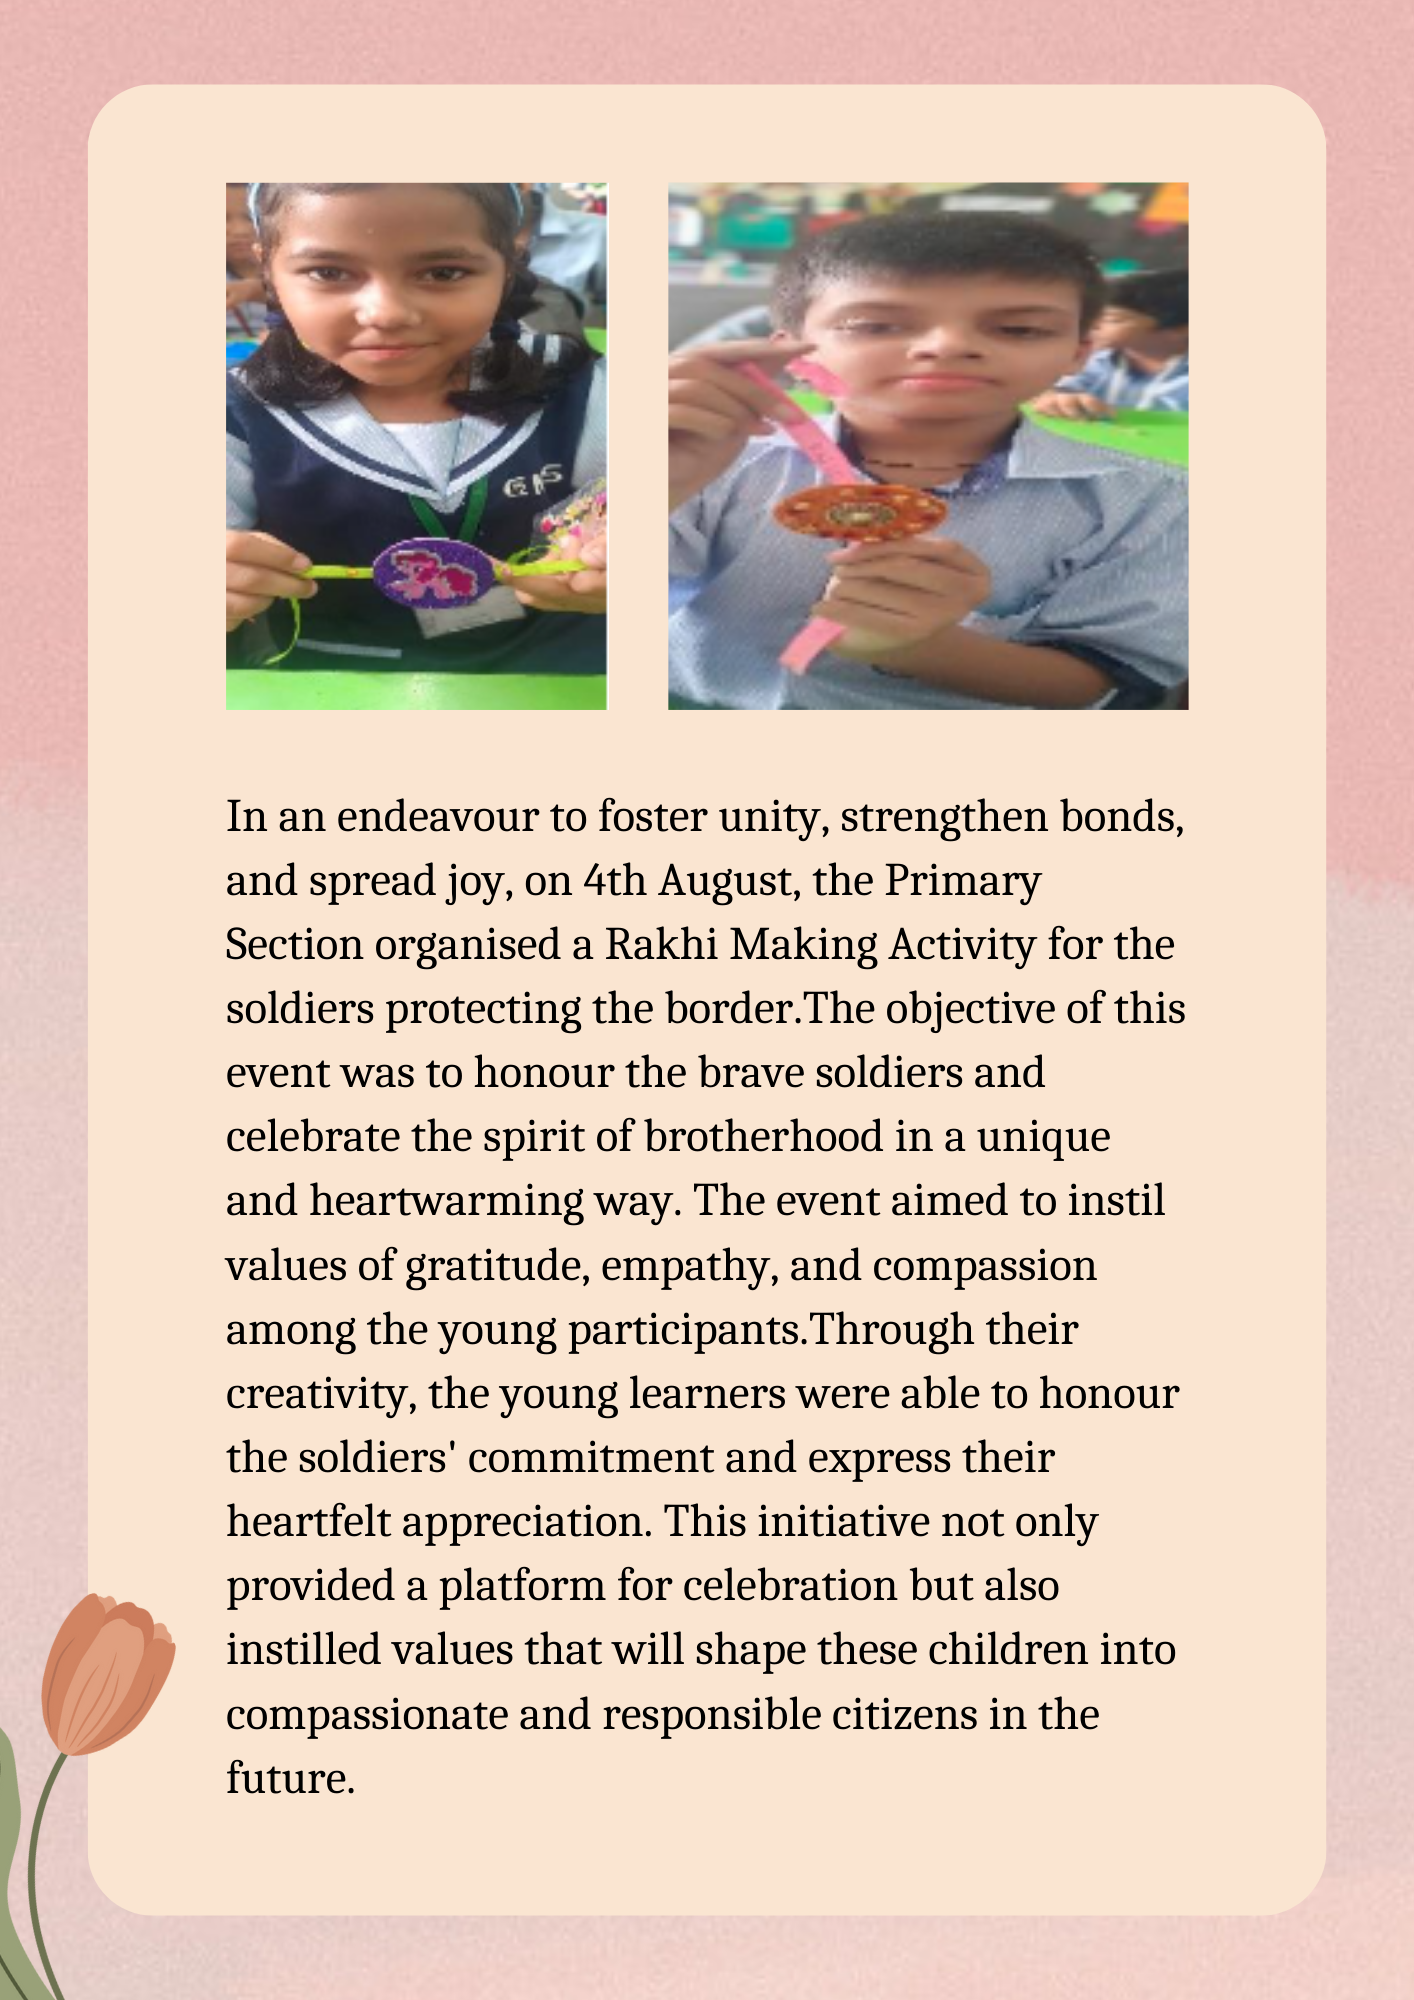 GIS
In an endeavour to foster unity, strengthen bonds,
and spread joy, on 4th August, the Primary
Section organised a Rakhi Making Activity for the
soldiers protecting the border.The objective of this
event was to honour the brave soldiers and
celebrate the spirit of brotherhood in a unique
and heartwarming way. The event aimed to instil
values of gratitude, empathy, and compassion
among the young participants.Through their
creativity, the young learners were able to honour
the soldiers' commitment and express their
heartfelt appreciation. This initiative not only
provided a platform for celebration but also
instilled values that will shape these children into
compassionate and responsible citizens in the
future.